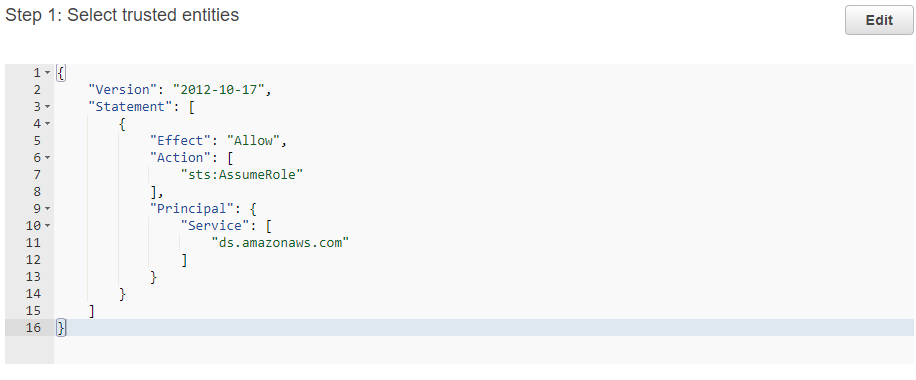 Step 1: Select trusted entities
Edit
1 {
2 "Version": "2012-10-17",
3 "Statement": [
4 {
5 "Effect": "Allow",
6 "Action": [
7 "sts:AssumeRole"
8 ],
9 "Principal": {
10 "Service": [
11 "ds.amazonaws.com"
12 ]
13 }
14 }
15 ]
16 }